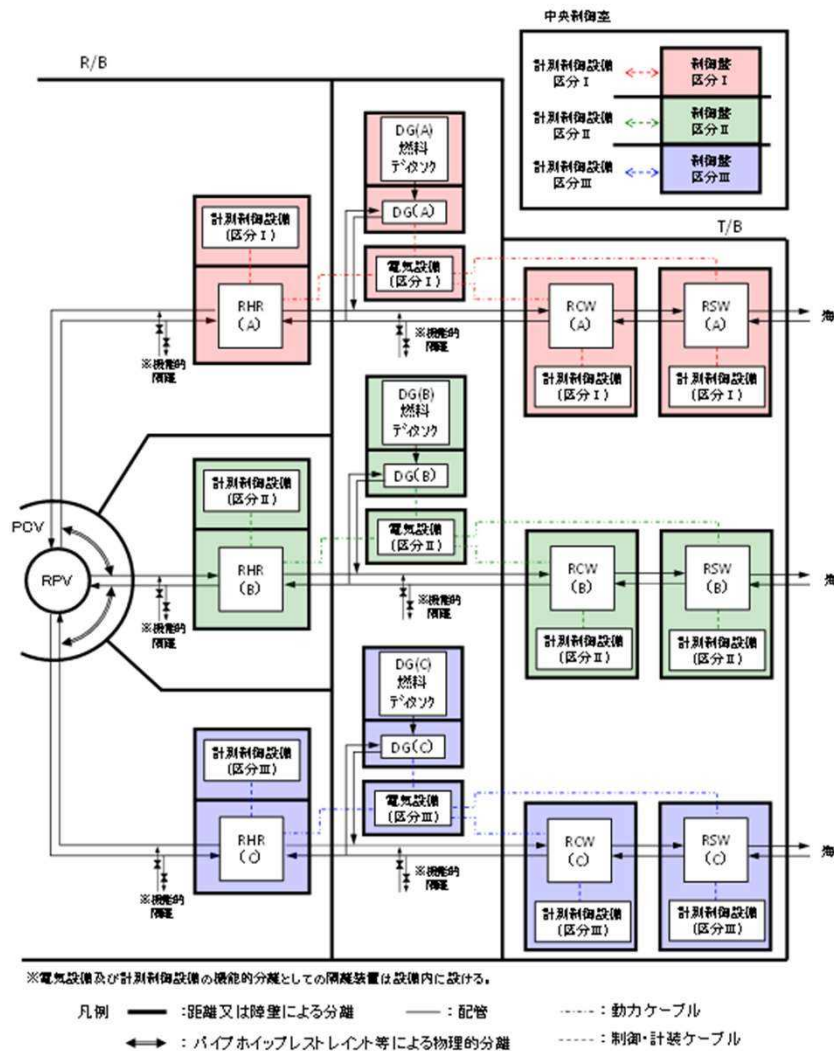 中央制御室
R/B
計測制御設備
区分Ⅰ
制御盤
区分Ⅰ
計測制御設備
区分Ⅱ
制御盤
区分Ⅱ
計測制御設備
区分Ⅲ
制御盤
区分Ⅲ
T/B
DG(A)
燃料
ディタンク
DG(A)
計測制御設備
(区分Ⅰ)
電気設備
(区分Ⅰ)
RHR
(A)
RCW
(A)
RSW
(A)
海
※機能的
隔離
※機能的
隔離
計測制御設備
(区分Ⅰ)
計測制御設備
(区分Ⅰ)
DG(B)
燃料
ディタンク
DG(B)
計測制御設備
(区分Ⅱ)
電気設備
(区分Ⅱ)
PCV
RPV
RHR
(B)
RCW
(B)
RSW
(B)
海
※機能的
隔離
※機能的
隔離
計測制御設備
(区分Ⅱ)
計測制御設備
(区分Ⅱ)
DG(C)
燃料
ディタンク
DG(C)
計測制御設備
(区分Ⅲ)
電気設備
(区分Ⅲ)
RHR
(C)
RCW
(C)
RSW
(C)
海
※機能的
隔離
※機能的
隔離
計測制御設備
(区分Ⅲ)
計測制御設備
(区分Ⅲ)
※電気設備及び計測制御設備の機能的分離としての隔離装置は設備内に設ける。
凡例 :距離又は障壁による分離 :配管 :動力ケーブル
:パイプホイップレストレイント等による物理的分離 :制御・計装ケーブル